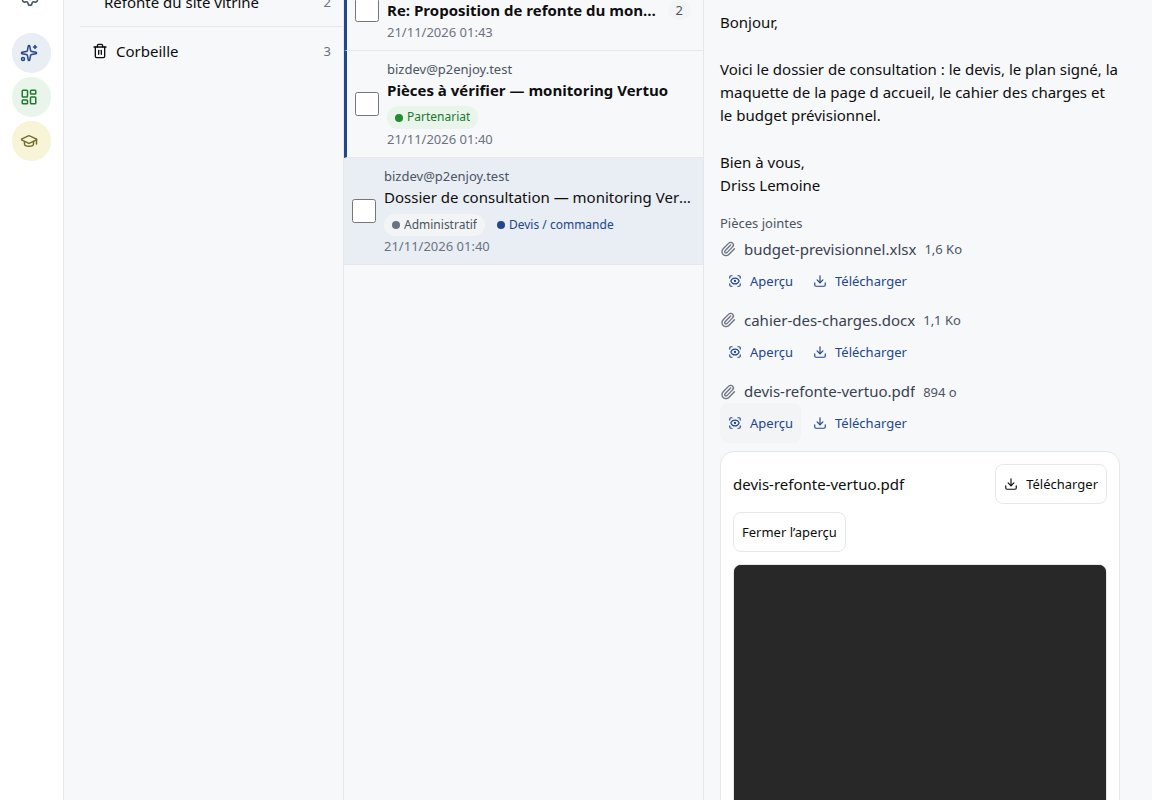 Refonte du site vitrine 2
Corbeille 3
Re: Proposition de refonte du mon... 2
21/11/2026 01:43
bizdev@p2enjoy.test
Pièces à vérifier — monitoring Vertuo
Partenariat
21/11/2026 01:40
bizdev@p2enjoy.test
Dossier de consultation — monitoring Ver...
Administratif Devis / commande
21/11/2026 01:40
Bonjour,
Voici le dossier de consultation : le devis, le plan signé, la
maquette de la page d accueil, le cahier des charges et
le budget prévisionnel.
Bien à vous,
Driss Lemoine
Pièces jointes
budget-previsionnel.xlsx 1,6 Ko
Aperçu Télécharger
cahier-des-charges.docx 1,1 Ko
Aperçu Télécharger
devis-refonte-vertuo.pdf 894 o
Aperçu Télécharger
devis-refonte-vertuo.pdf Télécharger
Fermer l’aperçu